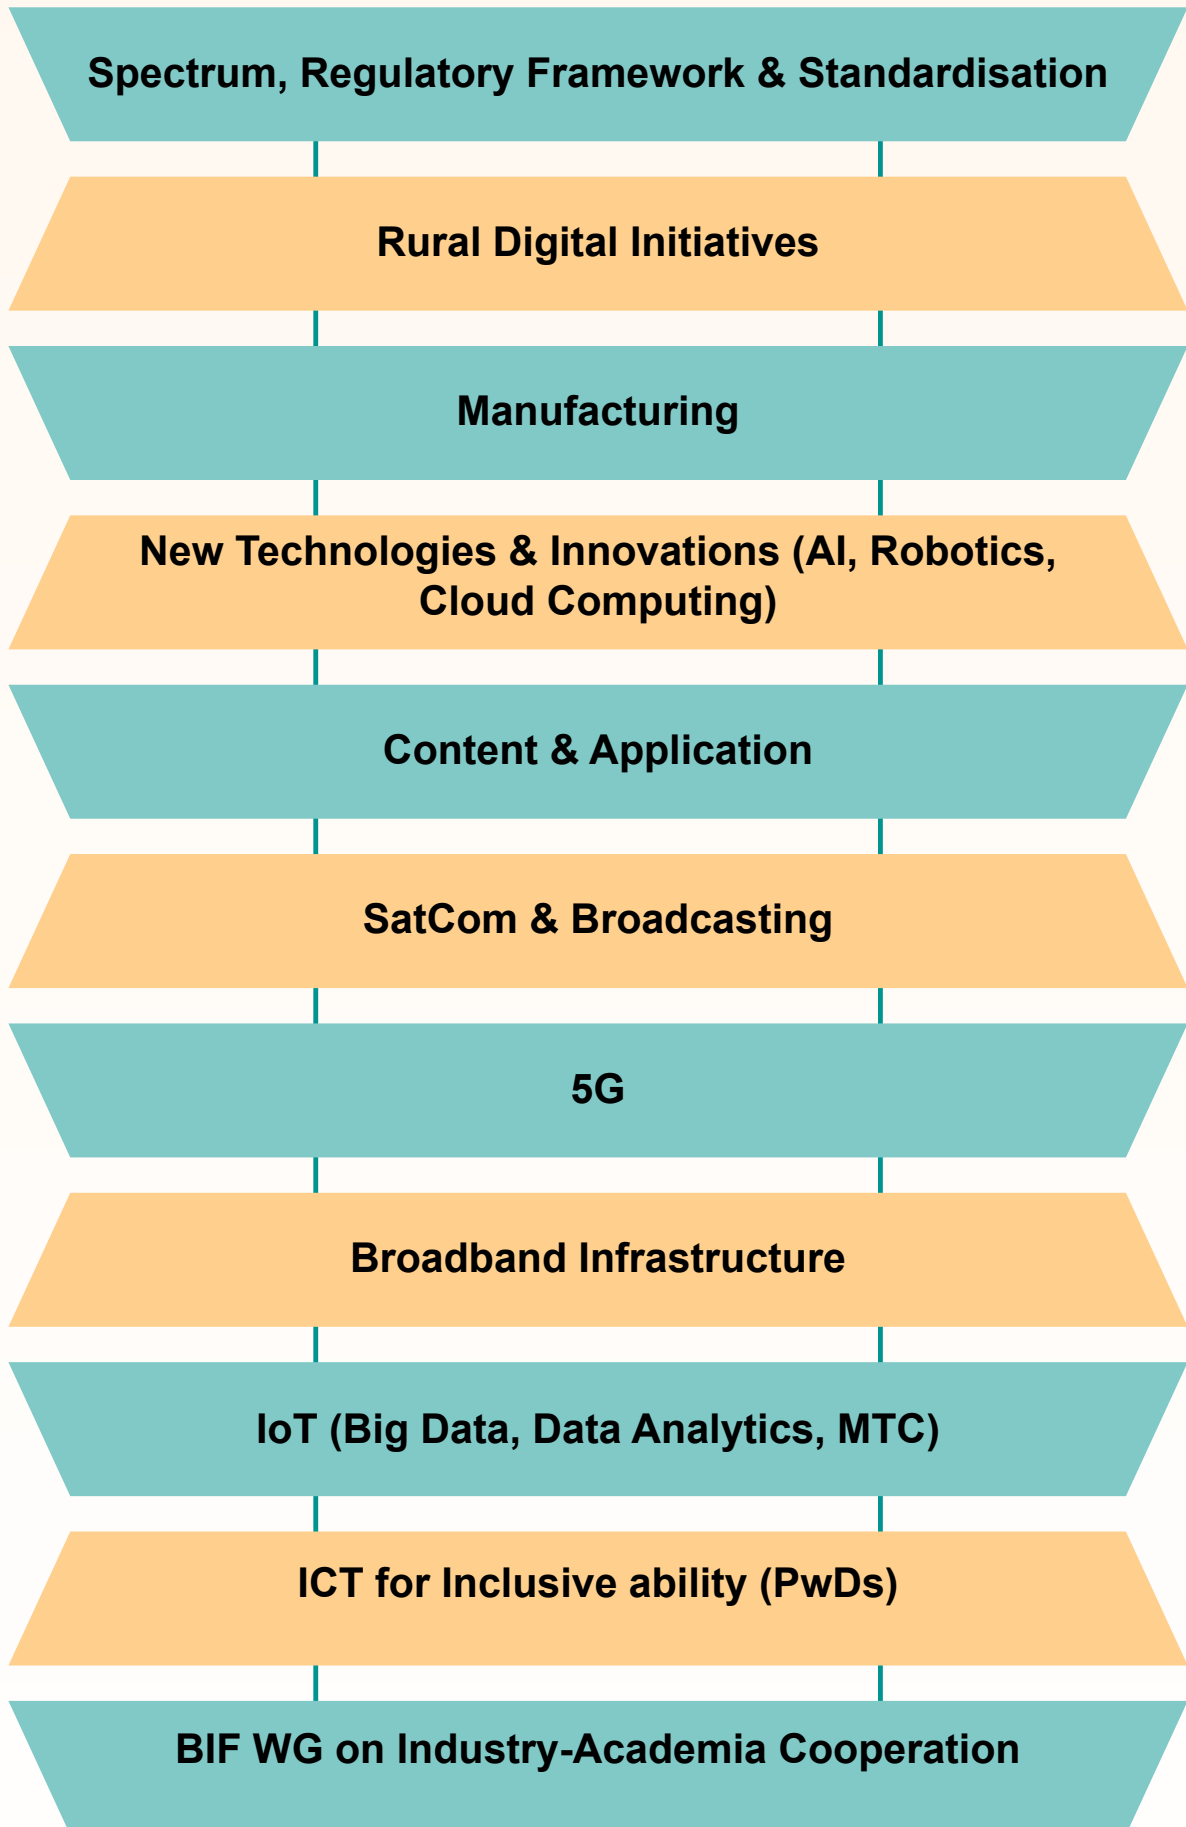 Spectrum, Regulatory Framework & Standardisation
Rural Digital Initiatives
Manufacturing
New Technologies & Innovations (AI, Robotics,
Cloud Computing)
Content & Application
SatCom & Broadcasting
5G
Broadband Infrastructure
IoT (Big Data, Data Analytics, MTC)
ICT for Inclusive ability (PwDs)
BIF WG on Industry-Academia Cooperation